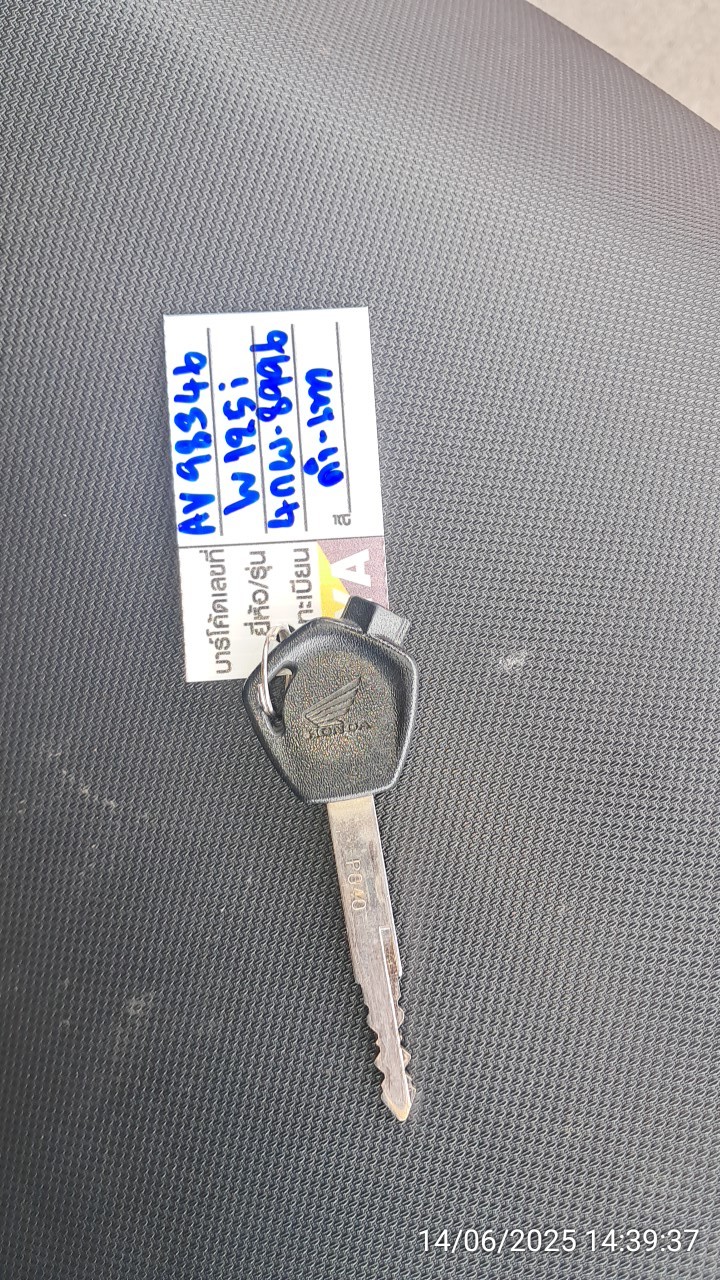 บาร์โค้ดเลขที่ AV98346
ยี่ห้อ/รุ่น W125i
ทะเบียน 4กพ-8996
สี ดำ-เทา
A
HONDA
P040
14/06/2025 14:39:37